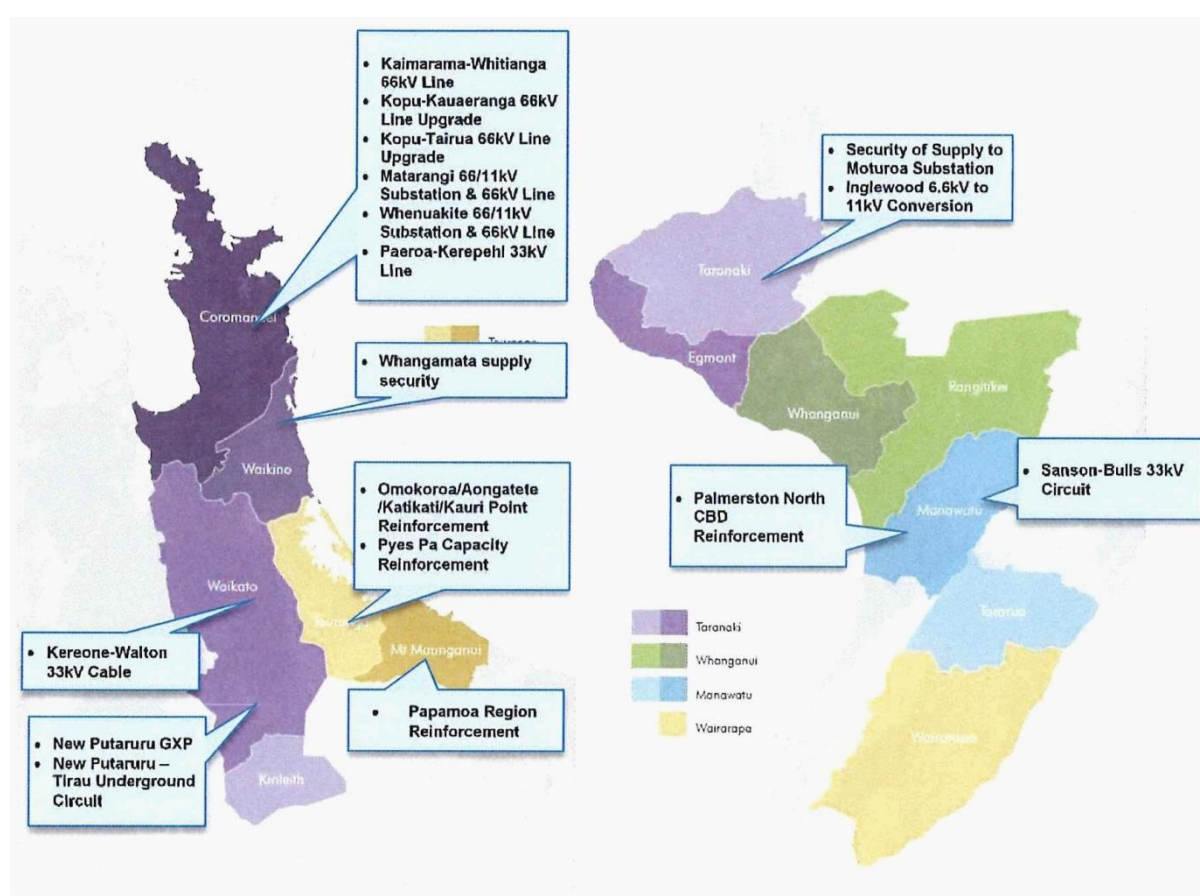 • Kaimarama-Whitianga
66kV Line
• Kopu-Kauaeranga 66kV
Line Upgrade
• Kopu-Tairua 66kV Line
Upgrade
• Matarangi 66/11kV
Substation & 66kV Line
• Whenuakite 66/11kV
Substation & 66kV Line
• Paeroa-Kerepehi 33kV
Line
Coromandel
• Whangamata supply
security
Waikino
• Omokoroa/Aongatete
/Katikati/Kauri Point
Reinforcement
• Pyes Pa Capacity
Reinforcement
Waikato
Tauranga
Mt Maunganui
• Kereone-Walton
33kV Cable
• Papamoa Region
Reinforcement
• New Putaruru GXP
• New Putaruru –
Tirau Underground
Circuit
Kinleith
• Security of Supply to
Moturoa Substation
• Inglewood 6.6kV to
11kV Conversion
Taranaki
Egmont
Whanganui
Rangitikei
• Sanson-Bulls 33kV
Circuit
• Palmerston North
CBD
Reinforcement
Manawatu
Tararua
Wairarapa
Taranaki
Whanganui
Manawatu
Wairarapa